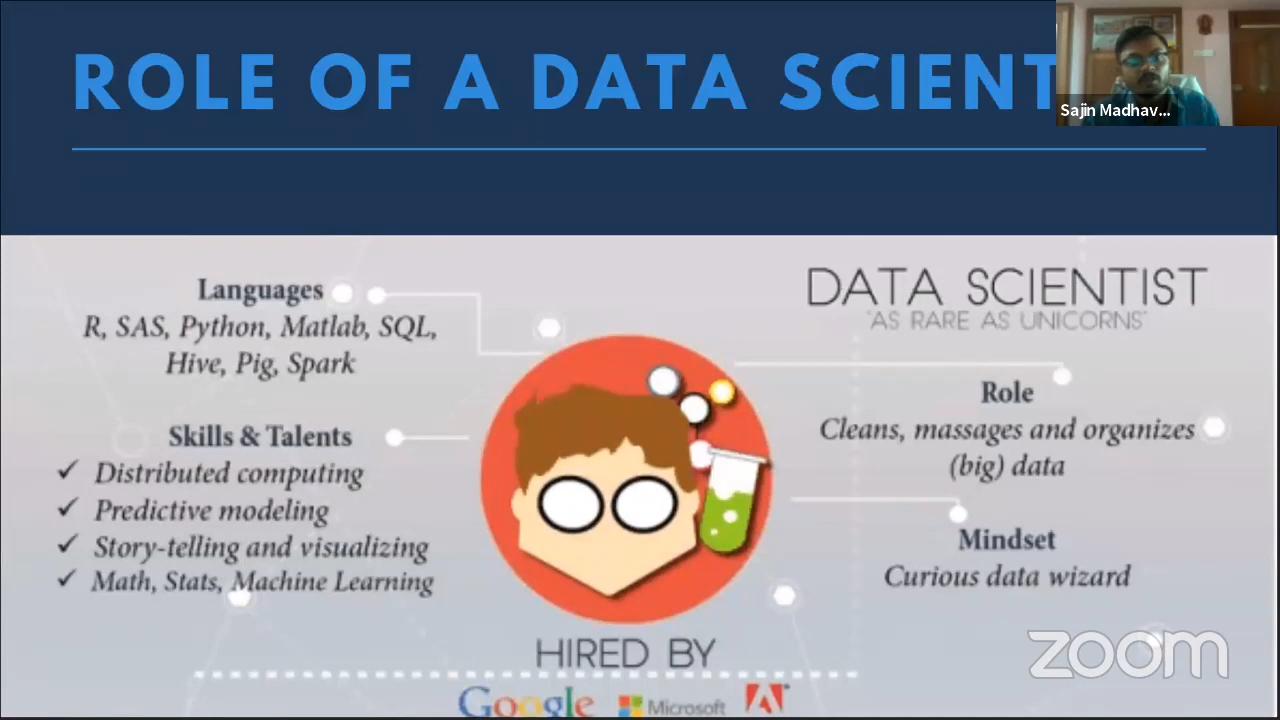 ROLE OF A DATA SCIENT
Sajin Madhav...
Languages
R, SAS, Python, Matlab, SQL,
Hive, Pig, Spark
Skills & Talents
✓ Distributed computing
✓ Predictive modeling
✓ Story-telling and visualizing
✓ Math, Stats, Machine Learning
DATA SCIENTIST
"AS RARE AS UNICORNS"
Role
Cleans, massages and organizes
(big) data
Mindset
Curious data wizard
HIRED BY
Google Microsoft
zoom